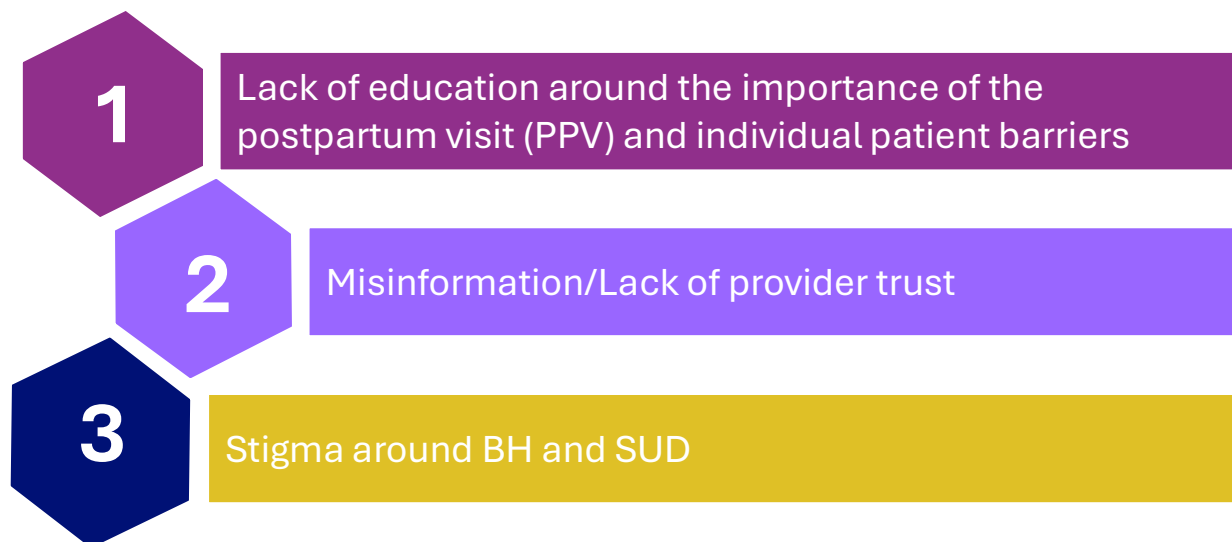 1
Lack of education around the importance of the
postpartum visit (PPV) and individual patient barriers
2
Misinformation/Lack of provider trust
3
Stigma around BH and SUD